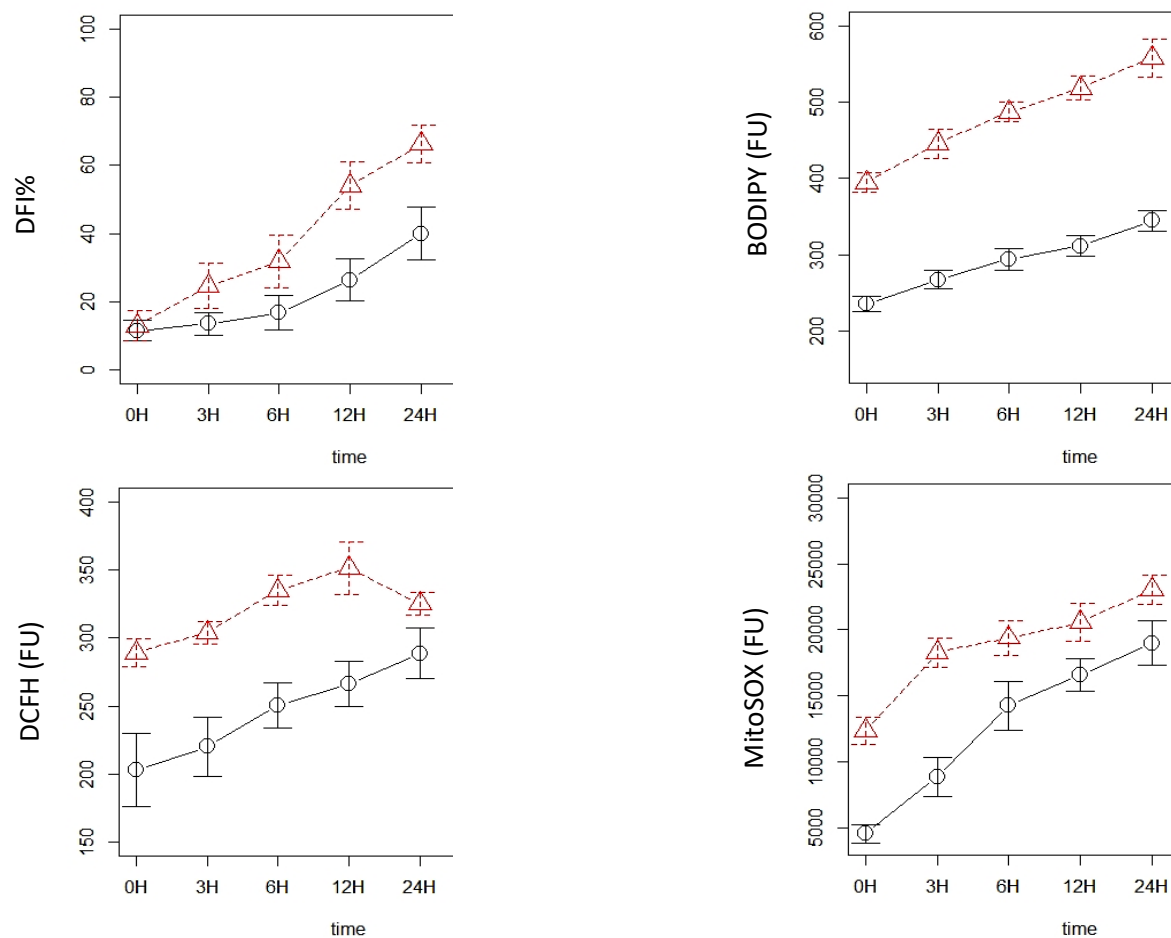 DFI%
100
80
60
40
20
0
0H 3H 6H 12H 24H
time
BODIPY (FU)
600
500
400
300
200
0H 3H 6H 12H 24H
time
DCFH (FU)
400
350
300
250
200
150
0H 3H 6H 12H 24H
time
MitoSOX (FU)
30000
25000
20000
15000
10000
5000
0H 3H 6H 12H 24H
time